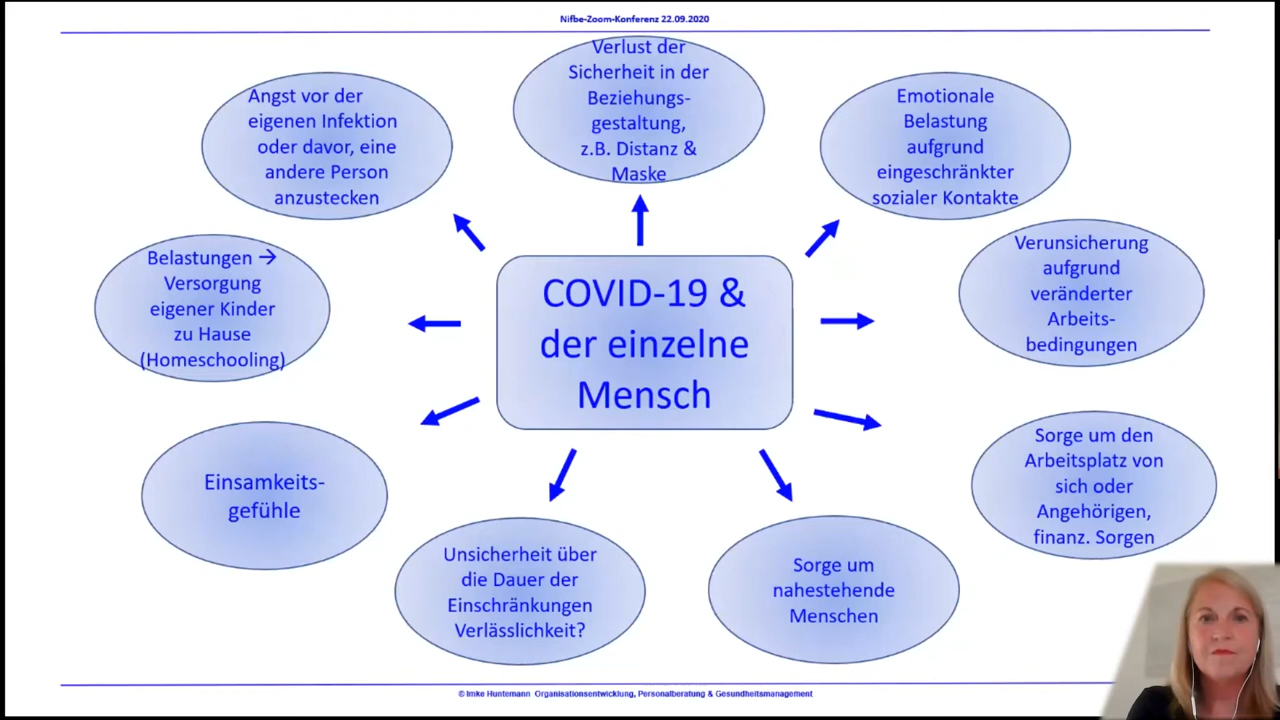 Nifbe-Zoom-Konferenz 22.09.2020
Verlust der
Sicherheit in der
Beziehungs-
gestaltung,
z.B. Distanz &
Maske
Angst vor der
eigenen Infektion
oder davor, eine
andere Person
anzustecken
Emotionale
Belastung
aufgrund
eingeschränkter
sozialer Kontakte
Belastungen →
Versorgung
eigener Kinder
zu Hause
(Homeschooling)
COVID-19 &
der einzelne
Mensch
Verunsicherung
aufgrund
veränderter
Arbeits-
bedingungen
Einsamkeits-
gefühle
Sorge um den
Arbeitsplatz von
sich oder
Angehörigen,
finanz. Sorgen
Unsicherheit über
die Dauer der
Einschränkungen
Verlässlichkeit?
Sorge um
nahestehende
Menschen
© Imke Huntemann Organisationsentwicklung, Personalberatung & Gesundheitsmanagement